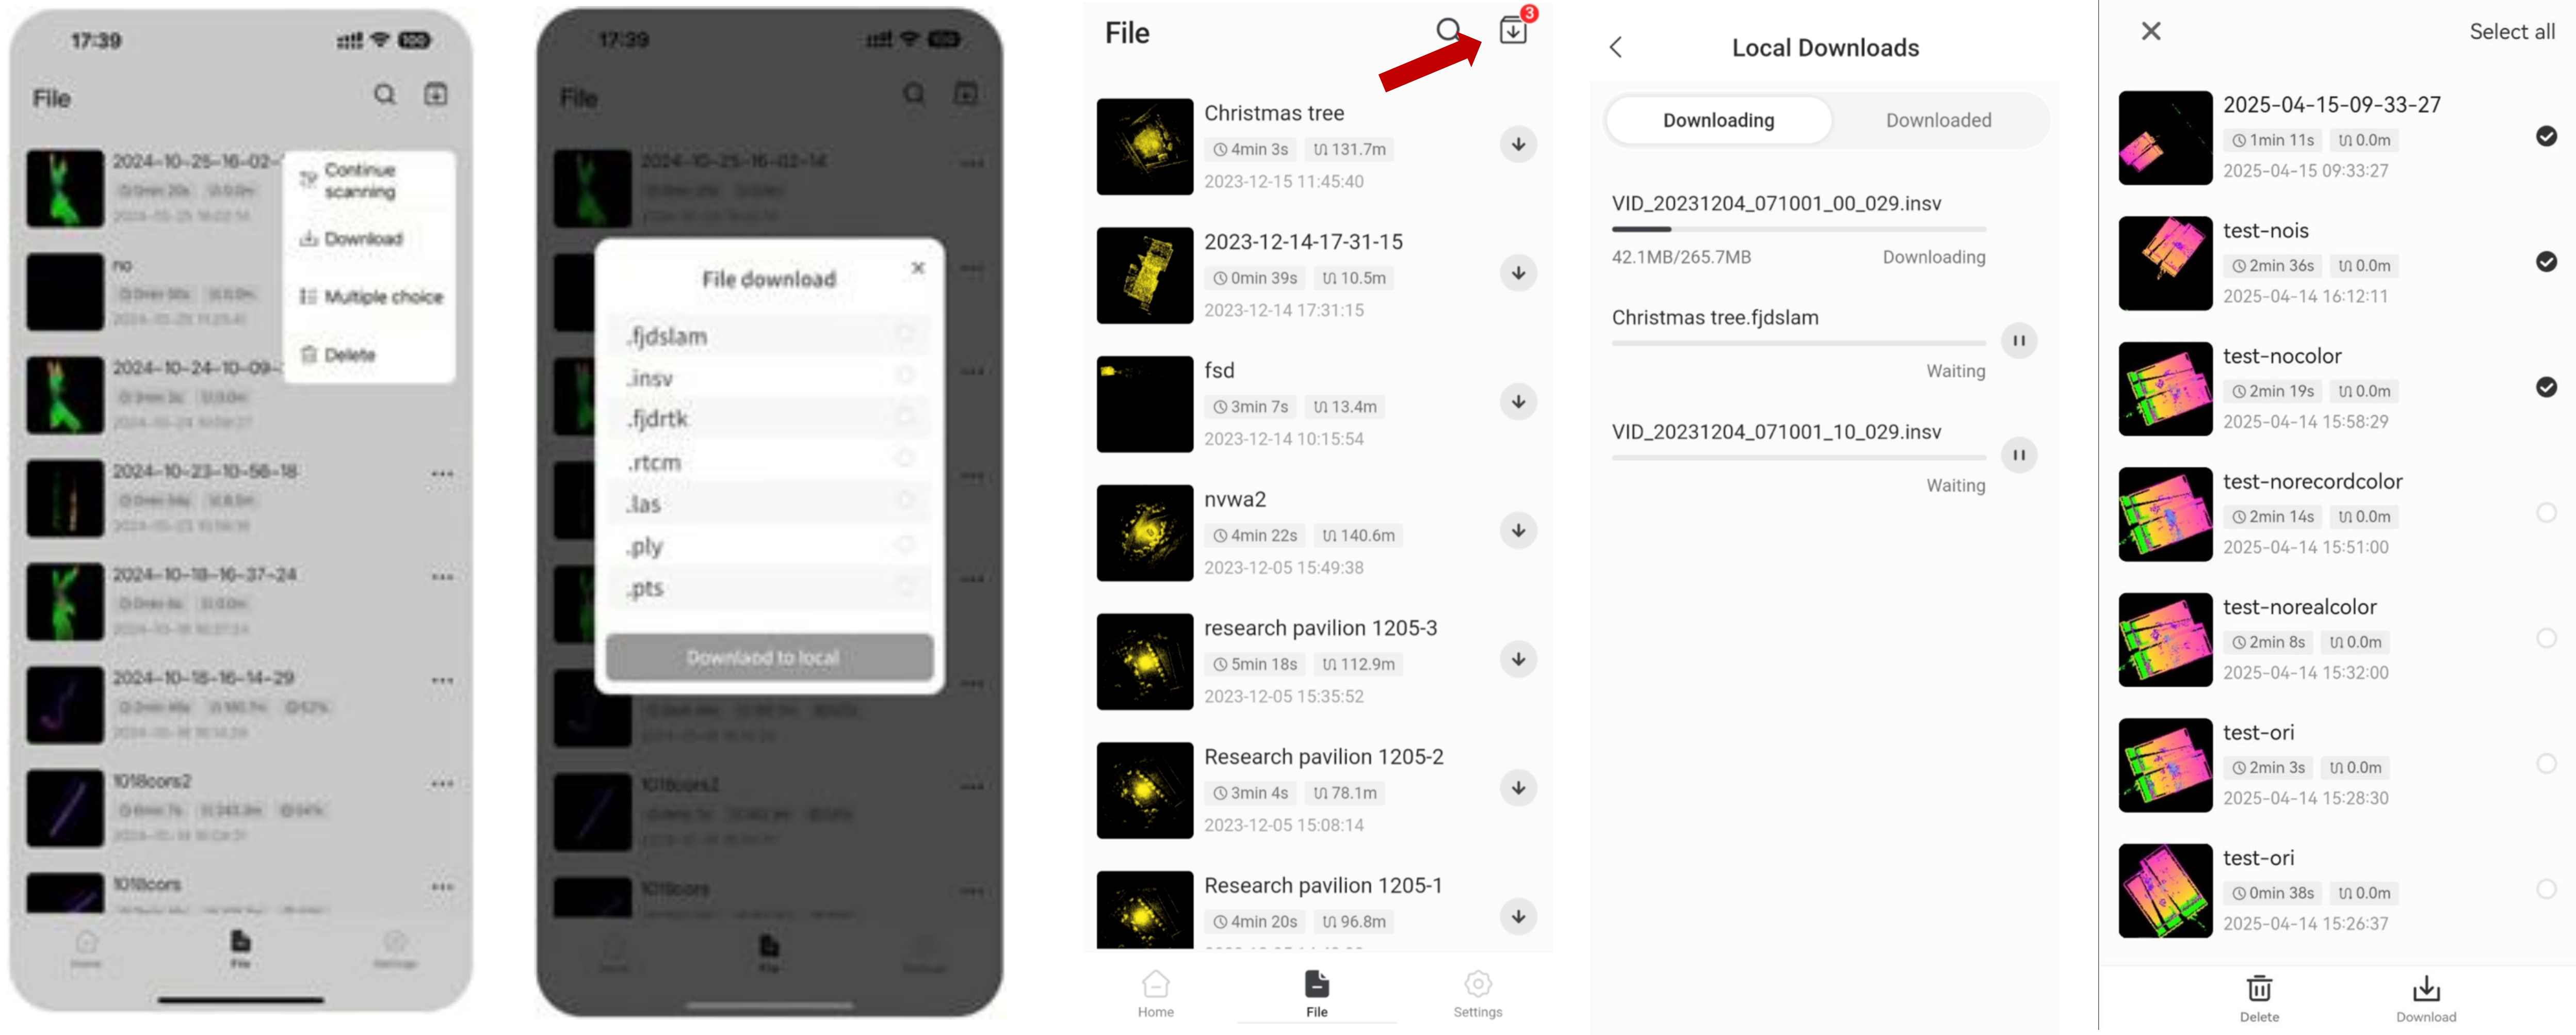 17:39
File
2024-10-25-16-02-
Continue
scanning
Download
no
Multiple choice
Delete
2024-10-24-10-09-
2024-10-23-10-56-18
2024-10-18-16-37-24
2024-10-18-16-14-29
1018cors2
1018cors
File
17:39
File
2024-10-25-16-02-14
File download
.fjdslam
.insv
.fjdrtk
.rtcm
.las
.ply
.pts
Downlaod to local
1018cors2
1018cors
File
File
3
Christmas tree
4min 3s 131.7m
2023-12-15 11:45:40
2023-12-14-17-31-15
0min 39s 10.5m
2023-12-14 17:31:15
fsd
3min 7s 13.4m
2023-12-14 10:15:54
nvwa2
4min 22s 140.6m
2023-12-05 15:49:38
research pavilion 1205-3
5min 18s 112.9m
2023-12-05 15:35:52
Research pavilion 1205-2
3min 4s 78.1m
2023-12-05 15:08:14
Research pavilion 1205-1
4min 20s 96.8m
Home
File
Settings
Local Downloads
Downloading
Downloaded
VID_20231204_071001_00_029.insv
42.1MB/265.7MB Downloading
Christmas tree.fjdslam
Waiting
VID_20231204_071001_10_029.insv
Waiting
Select all
2025-04-15-09-33-27
1min 11s 0.0m
2025-04-15 09:33:27
test-nois
2min 36s 0.0m
2025-04-14 16:12:11
test-nocolor
2min 19s 0.0m
2025-04-14 15:58:29
test-norecordcolor
2min 14s 0.0m
2025-04-14 15:51:00
test-norealcolor
2min 8s 0.0m
2025-04-14 15:32:00
test-ori
2min 3s 0.0m
2025-04-14 15:28:30
test-ori
0min 38s 0.0m
2025-04-14 15:26:37
Delete
Download